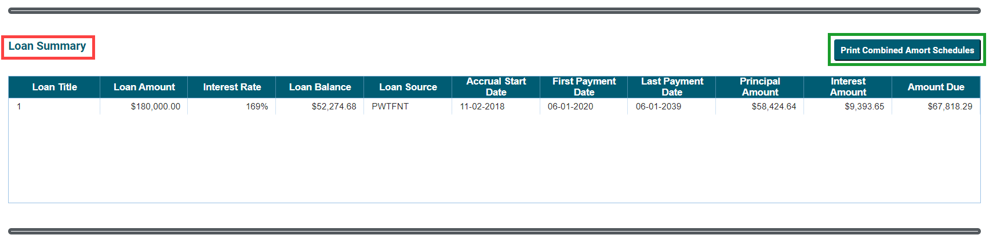 Loan Summary
Print Combined Amort Schedules
Loan Title Loan Amount Interest Rate Loan Balance Loan Source Accrual Start Date First Payment Date Last Payment Date Principal Amount Interest Amount Amount Due
1 $180,000.00 169% $52,274.68 PWTFNT 11-02-2018 06-01-2020 06-01-2039 $58,424.64 $9,393.65 $67,818.29